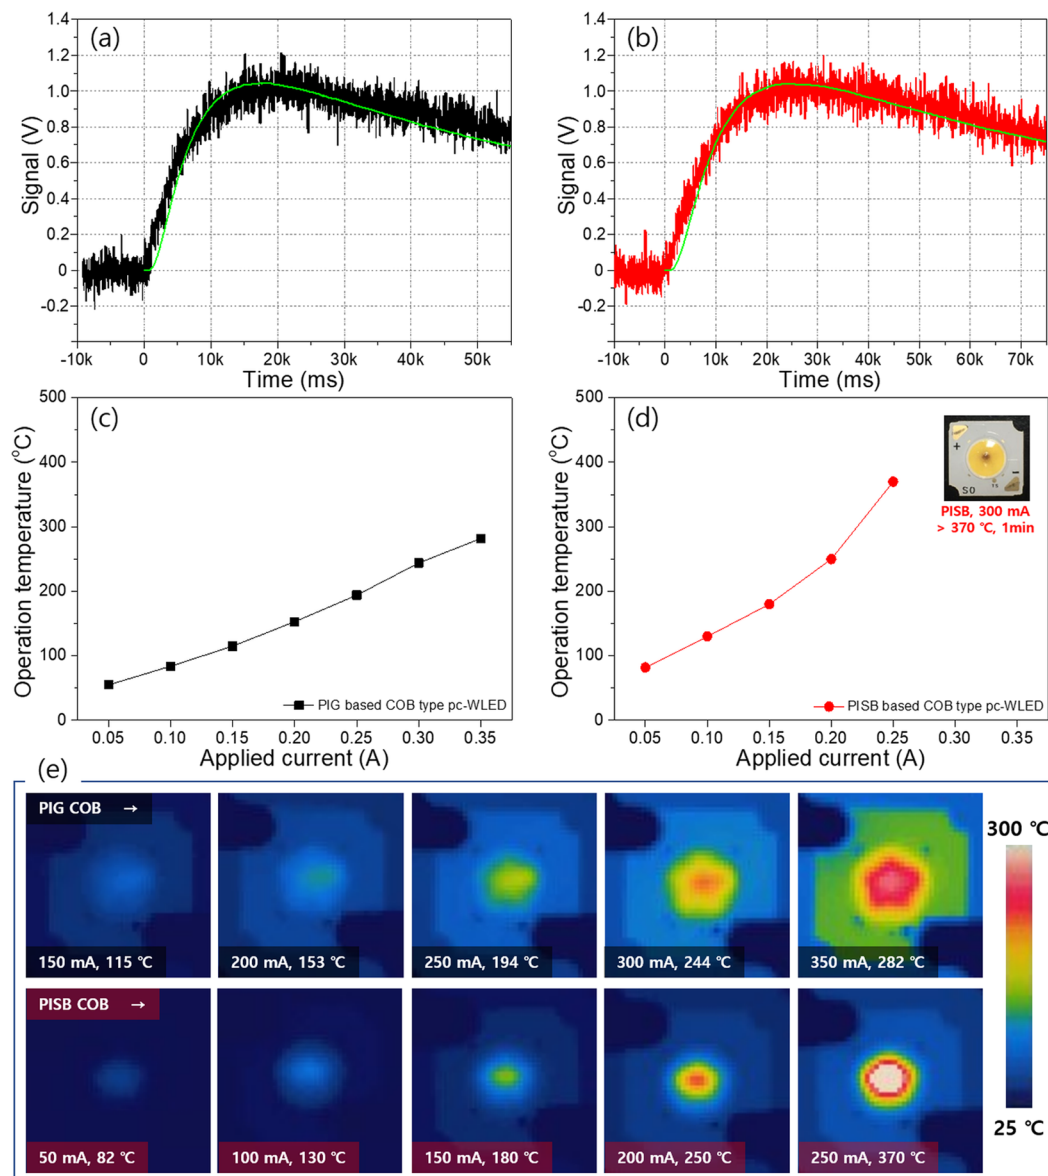 (a)
1.4
1.2
1.0
0.8
0.6
0.4
0.2
0
-0.2
Signal (V)
-10k 0 10k 20k 30k 40k 50k
Time (ms)
(b)
1.4
1.2
1.0
0.8
0.6
0.4
0.2
0
-0.2
Signal (V)
-10k 0 10k 20k 30k 40k 50k 60k 70k
Time (ms)
(c)
500
400
300
200
100
0
Operation temperature (°C)
PIG based COB type pc-WLED
0.05 0.10 0.15 0.20 0.25 0.30 0.35
Applied current (A)
(d)
500
400
300
200
100
0
Operation temperature (°C)
+
-
S0
PISB, 300 mA
> 370 ℃, 1min
PISB based COB type pc-WLED
0.05 0.10 0.15 0.20 0.25 0.30 0.35
Applied current (A)
(e)
PIG COB →
150 mA, 115 ℃
200 mA, 153 ℃
250 mA, 194 ℃
300 mA, 244 ℃
350 mA, 282 ℃
PISB COB →
50 mA, 82 ℃
100 mA, 130 ℃
150 mA, 180 ℃
200 mA, 250 ℃
250 mA, 370 ℃
300 ℃
25 ℃